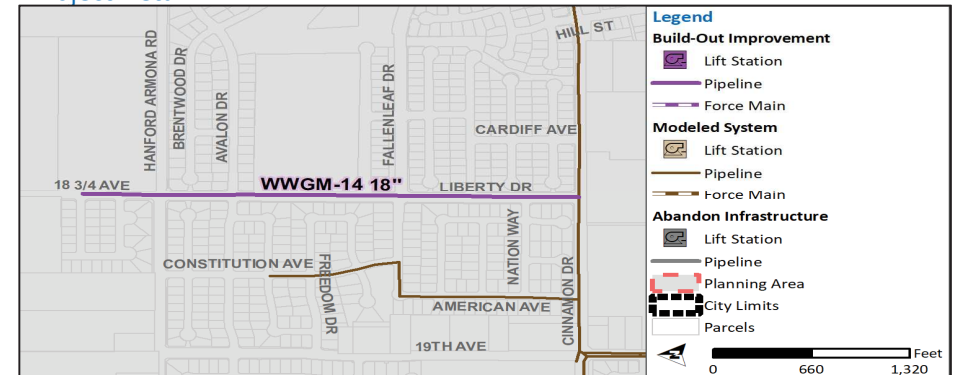 HILL ST
HANFORD ARMONA RD
BRENTWOOD DR
AVALON DR
FALLENLEAF DR
CARDIFF AVE
18 3/4 AVE
WWGM-14 18"
LIBERTY DR
CONSTITUTION AVE
FREEDOM DR
NATION WAY
CINNAMON DR
AMERICAN AVE
19TH AVE
Legend
Build-Out Improvement
Lift Station
Pipeline
Force Main
Modeled System
Lift Station
Pipeline
Force Main
Abandon Infrastructure
Lift Station
Pipeline
Planning Area
City Limits
Parcels
Feet
0 660 1,320